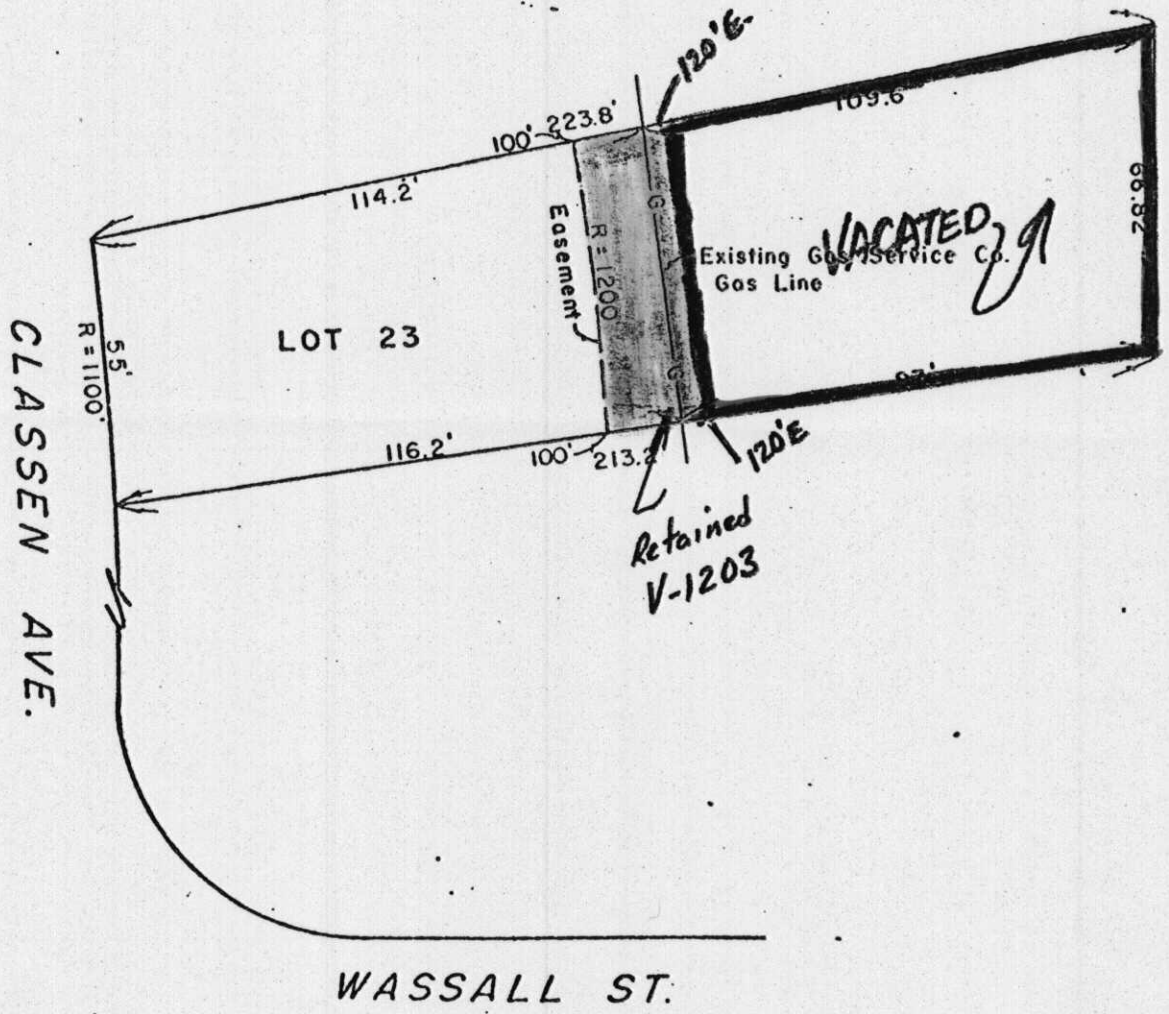 120'E.
109.6
223.8'
100'
114.2'
66.82
Easement
R = 1200
G
VACATED
Existing Gas Service Co.
Gas Line
LOT 23
55'
R = 1100'
G
CLASSEN AVE.
116.2'
100'
213.2'
120'E
Retained
V-1203
WASSALL ST.